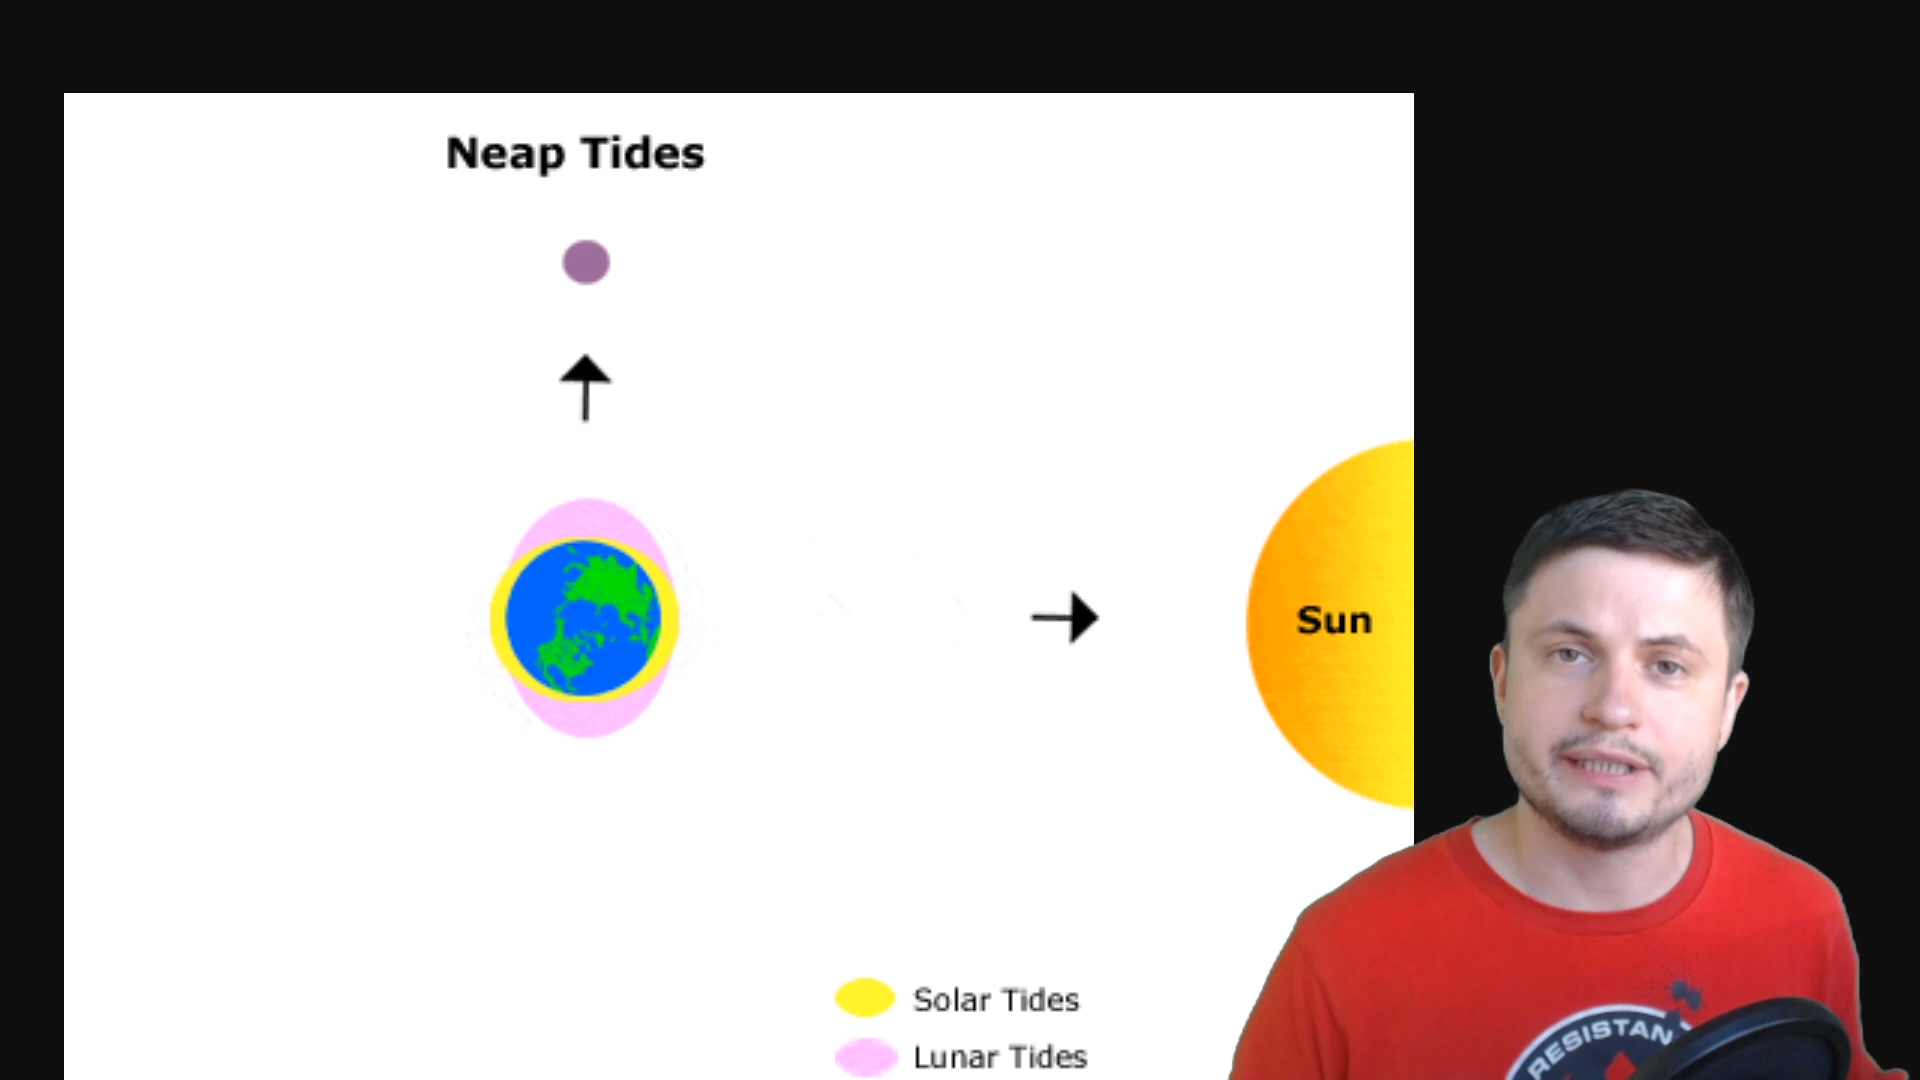 Neap Tides
Sun
Solar Tides
Lunar Tides
RESISTAN